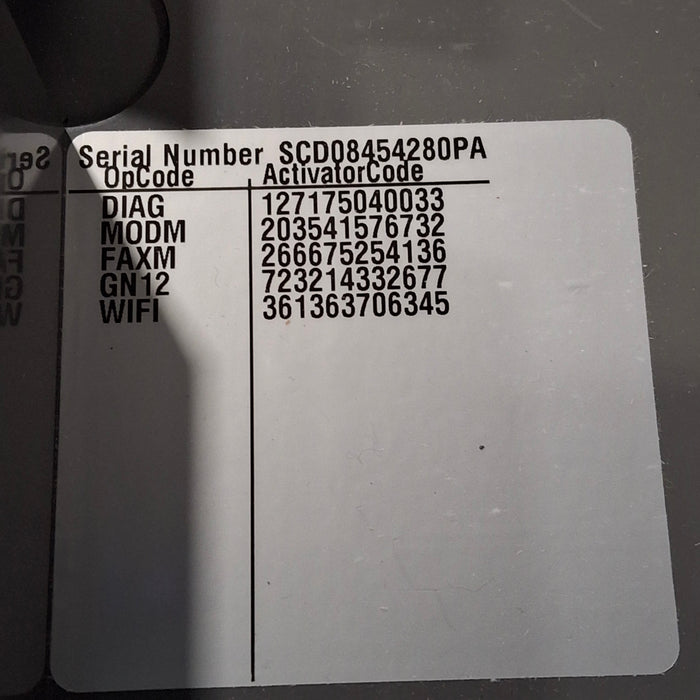 Serial Number SCD08454280PA
OpCode ActivatorCode
DIAG 127175040033
MODM 203541576732
FAXM 266675254136
GN12 723214332677
WIFI 361363706345